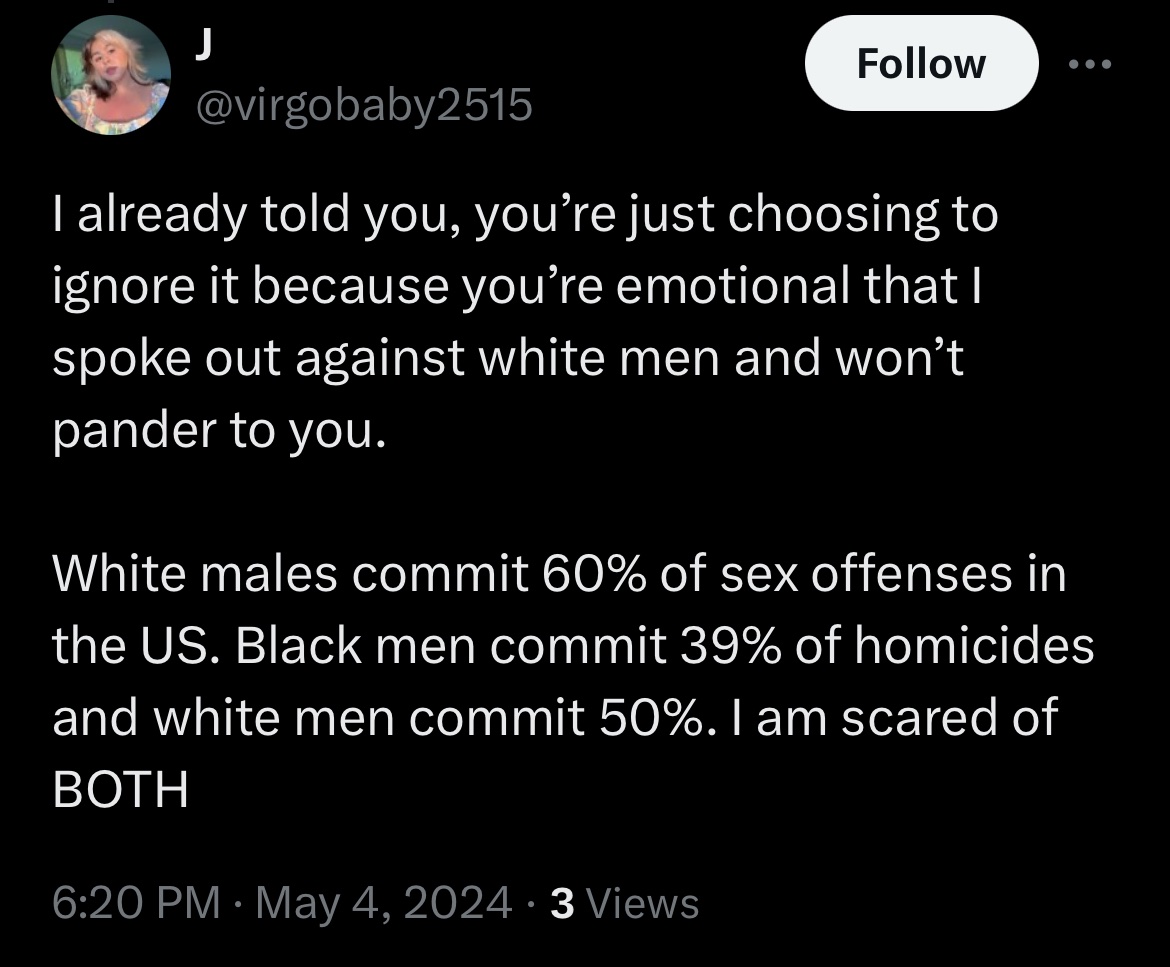 J
Follow
@virgobaby2515
I already told you, you’re just choosing to
ignore it because you’re emotional that I
spoke out against white men and won’t
pander to you.
White males commit 60% of sex offenses in
the US. Black men commit 39% of homicides
and white men commit 50%. I am scared of
BOTH
6:20 PM · May 4, 2024 · 3 Views